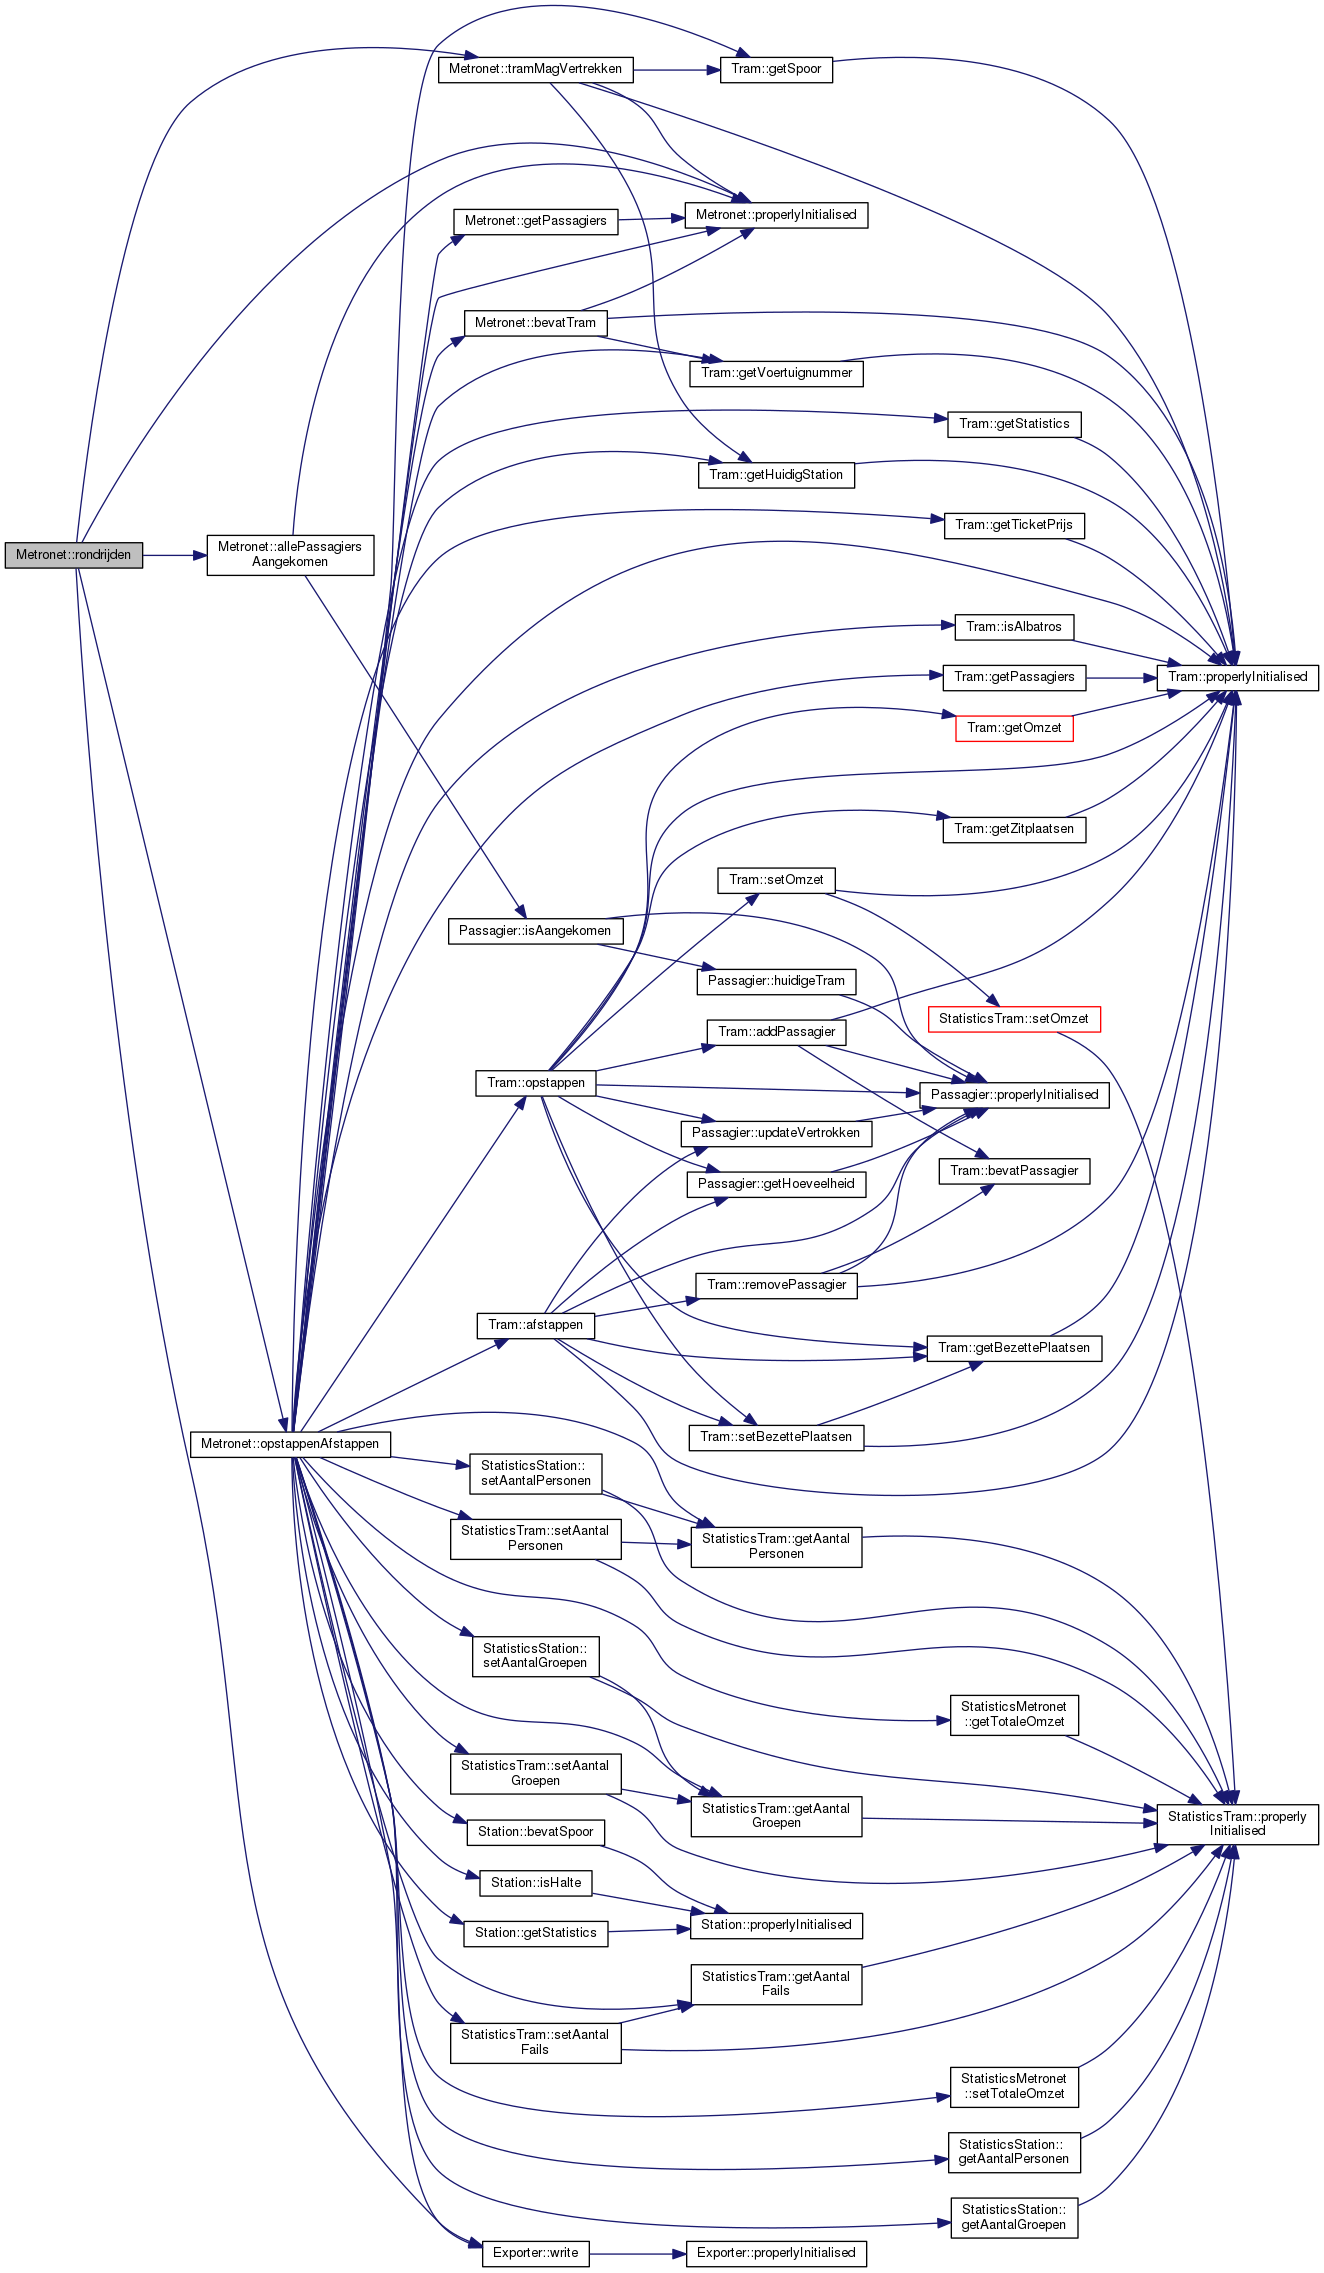 Metronet::tramMagVertrekken
Tram::getSpoor
Metronet::getPassagiers
Metronet::properlyInitialised
Metronet::bevatTram
Tram::getVoertuignummer
Tram::getStatistics
Tram::getHuidigStation
Tram::getTicketPrijs
Metronet::rondrijden
Metronet::allePassagiers
Aangekomen
Tram::isAlbatros
Tram::getPassagiers
Tram::properlyInitialised
Tram::getOmzet
Tram::getZitplaatsen
Tram::setOmzet
Passagier::isAangekomen
Passagier::huidigeTram
StatisticsTram::setOmzet
Tram::addPassagier
Tram::opstappen
Passagier::properlyInitialised
Passagier::updateVertrokken
Tram::bevatPassagier
Passagier::getHoeveelheid
Tram::removePassagier
Tram::afstappen
Tram::getBezettePlaatsen
Tram::setBezettePlaatsen
Metronet::opstappenAfstappen
StatisticsStation::
setAantalPersonen
StatisticsTram::setAantal
Personen
StatisticsTram::getAantal
Personen
StatisticsStation::
setAantalGroepen
StatisticsMetronet
::getTotaleOmzet
StatisticsTram::setAantal
Groepen
StatisticsTram::getAantal
Groepen
StatisticsTram::properly
Initialised
Station::bevatSpoor
Station::isHalte
Station::getStatistics
Station::properlyInitialised
StatisticsTram::getAantal
Fails
StatisticsTram::setAantal
Fails
StatisticsMetronet
::setTotaleOmzet
StatisticsStation::
getAantalPersonen
StatisticsStation::
getAantalGroepen
Exporter::write
Exporter::properlyInitialised